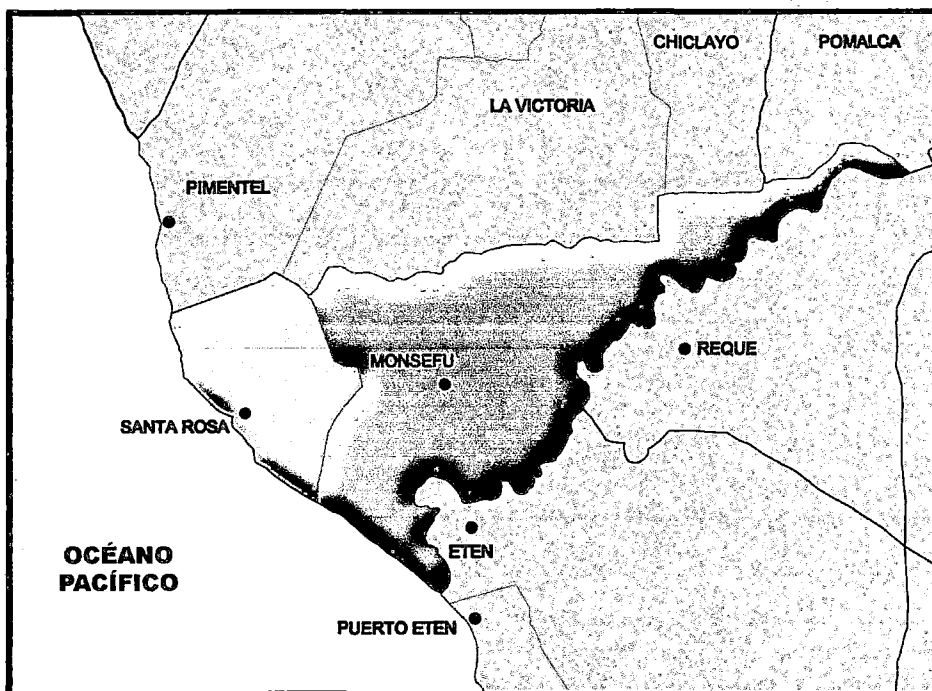 CHICLAYO
POMALCA
LA VICTORIA
PIMENTEL
MONSEFU
REQUE
SANTA ROSA
OCÉANO
PACÍFICO
ETEN
PUERTO ETEN